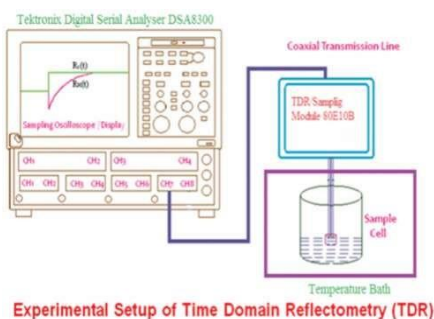 Tektronix Digital Serial Analyser DSA8300
Coaxial Transmission Line
R₁(t)
Rx(t)
Sampling Osolloscope /Display
TDR/Samplig
Module 80E10B
CH1 CH2 CH3 CH4
CH1 CH2 CH3 CH4 CH5 CH6 CH7 CH8
Sample
Cell
Temperature Bath
Experimental Setup of Time Domain Reflectometry (TDR)